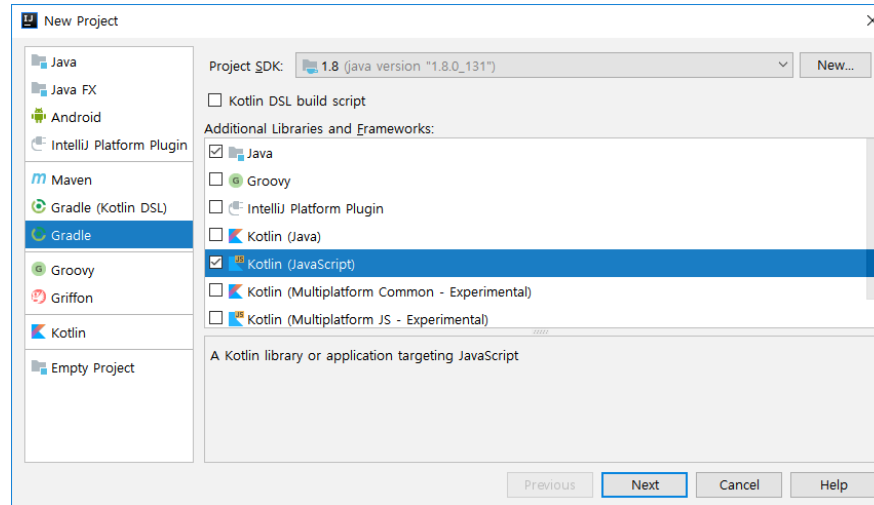 New Project
Java
Java FX
Android
IntelliJ Platform Plugin
Maven
Gradle (Kotlin DSL)
Gradle
Groovy
Griffon
Kotlin
Empty Project
Project SDK: 1.8 (java version "1.8.0_131") New...
Kotlin DSL build script
Additional Libraries and Frameworks:
Java
Groovy
IntelliJ Platform Plugin
Kotlin (Java)
Kotlin (JavaScript)
Kotlin (Multiplatform Common - Experimental)
Kotlin (Multiplatform JS - Experimental)
A Kotlin library or application targeting JavaScript
Previous Next Cancel Help